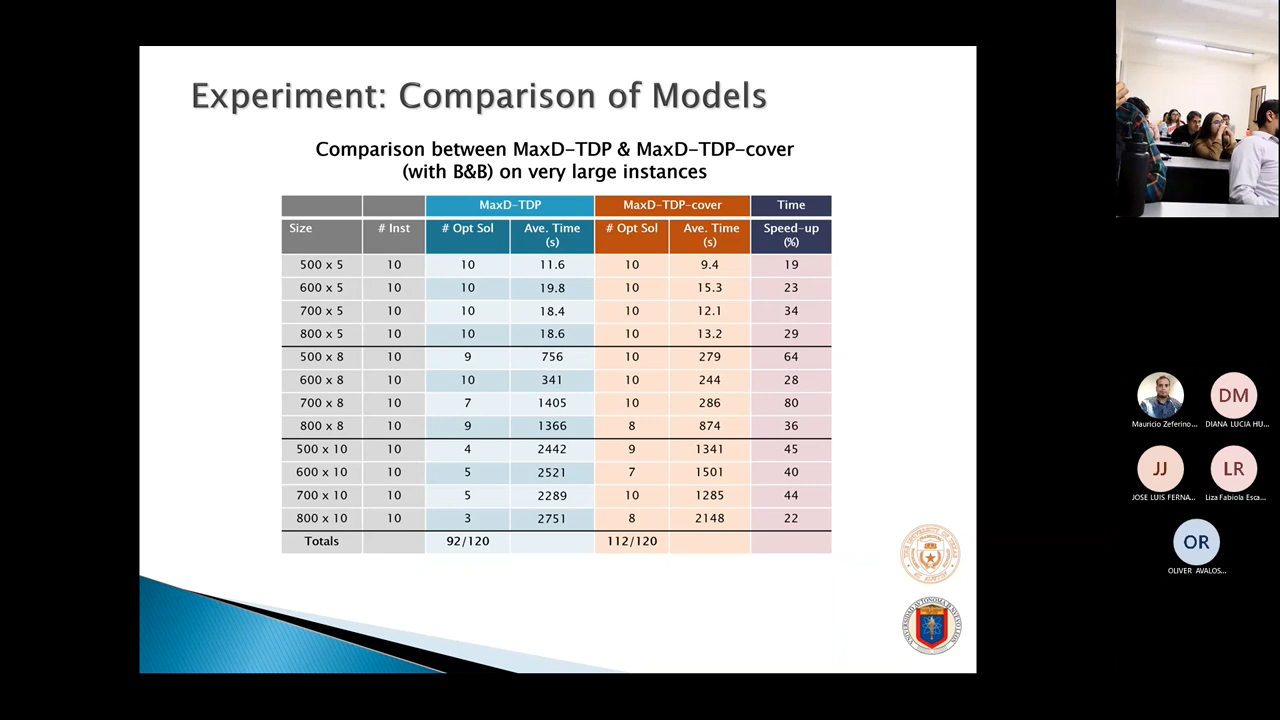 Experiment: Comparison of Models
Comparison between MaxD-TDP & MaxD-TDP-cover
(with B&B) on very large instances
MaxD-TDP MaxD-TDP-cover Time
Size # Inst # Opt Sol Ave. Time (s) # Opt Sol Ave. Time (s) Speed-up (%)
500 x 5 10 10 11.6 10 9.4 19
600 x 5 10 10 19.8 10 15.3 23
700 x 5 10 10 18.4 10 12.1 34
800 x 5 10 10 18.6 10 13.2 29
500 x 8 10 9 756 10 279 64
600 x 8 10 10 341 10 244 28
700 x 8 10 7 1405 10 286 80
800 x 8 10 9 1366 8 874 36
500 x 10 10 4 2442 9 1341 45
600 x 10 10 5 2521 7 1501 40
700 x 10 10 5 2289 10 1285 44
800 x 10 10 3 2751 8 2148 22
Totals 92/120 112/120
Mauricio Zeferino...
DM
DIANA LUCIA HU...
JJ
JOSE LUIS FERNA...
LR
Liza Fabiola Esca...
OR
OLIVER AVALOS...